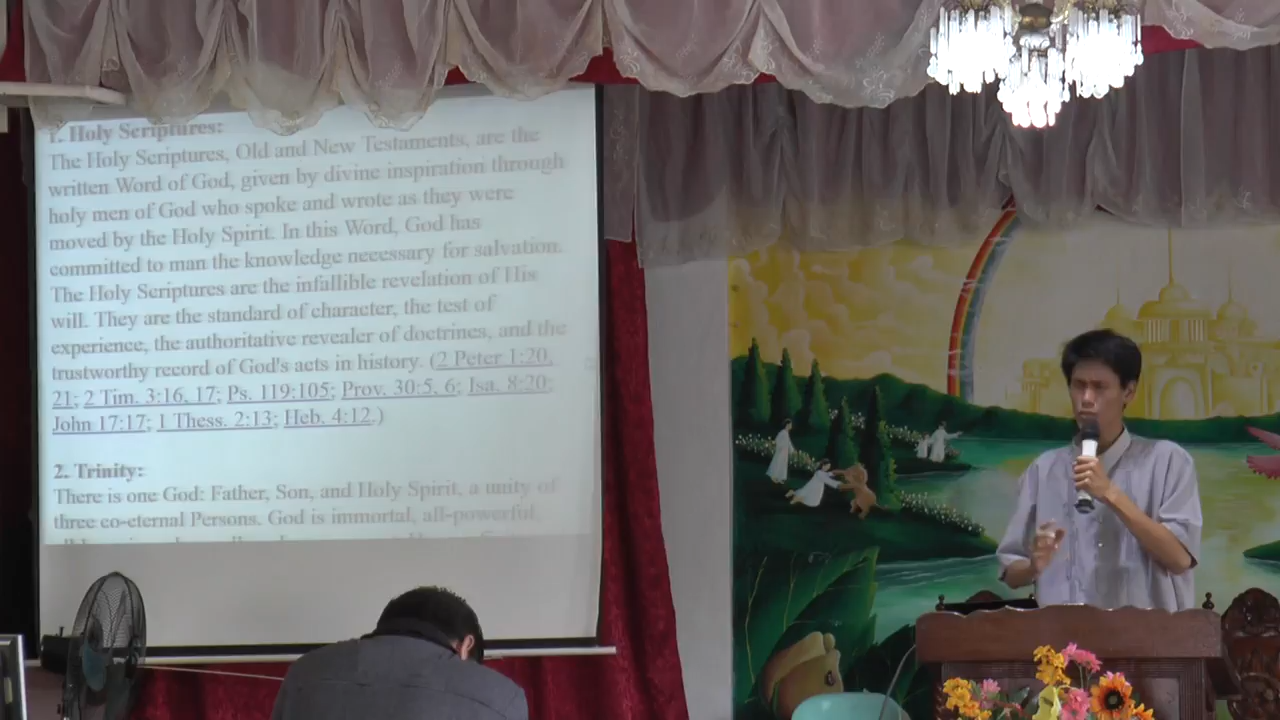 1. Holy Scriptures:
The Holy Scriptures, Old and New Testaments, are the
written Word of God, given by divine inspiration through
holy men of God who spoke and wrote as they were
moved by the Holy Spirit. In this Word, God has
committed to man the knowledge necessary for salvation.
The Holy Scriptures are the infallible revelation of His
will. They are the standard of character, the test of
experience, the authoritative revealer of doctrines, and the
trustworthy record of God's acts in history. (2 Peter 1:20,
21; 2 Tim. 3:16, 17; Ps. 119:105; Prov. 30:5, 6; Isa. 8:20;
John 17:17; 1 Thess. 2:13; Heb. 4:12.)
2. Trinity:
There is one God: Father, Son, and Holy Spirit, a unity of
three co-eternal Persons. God is immortal, all-powerful,